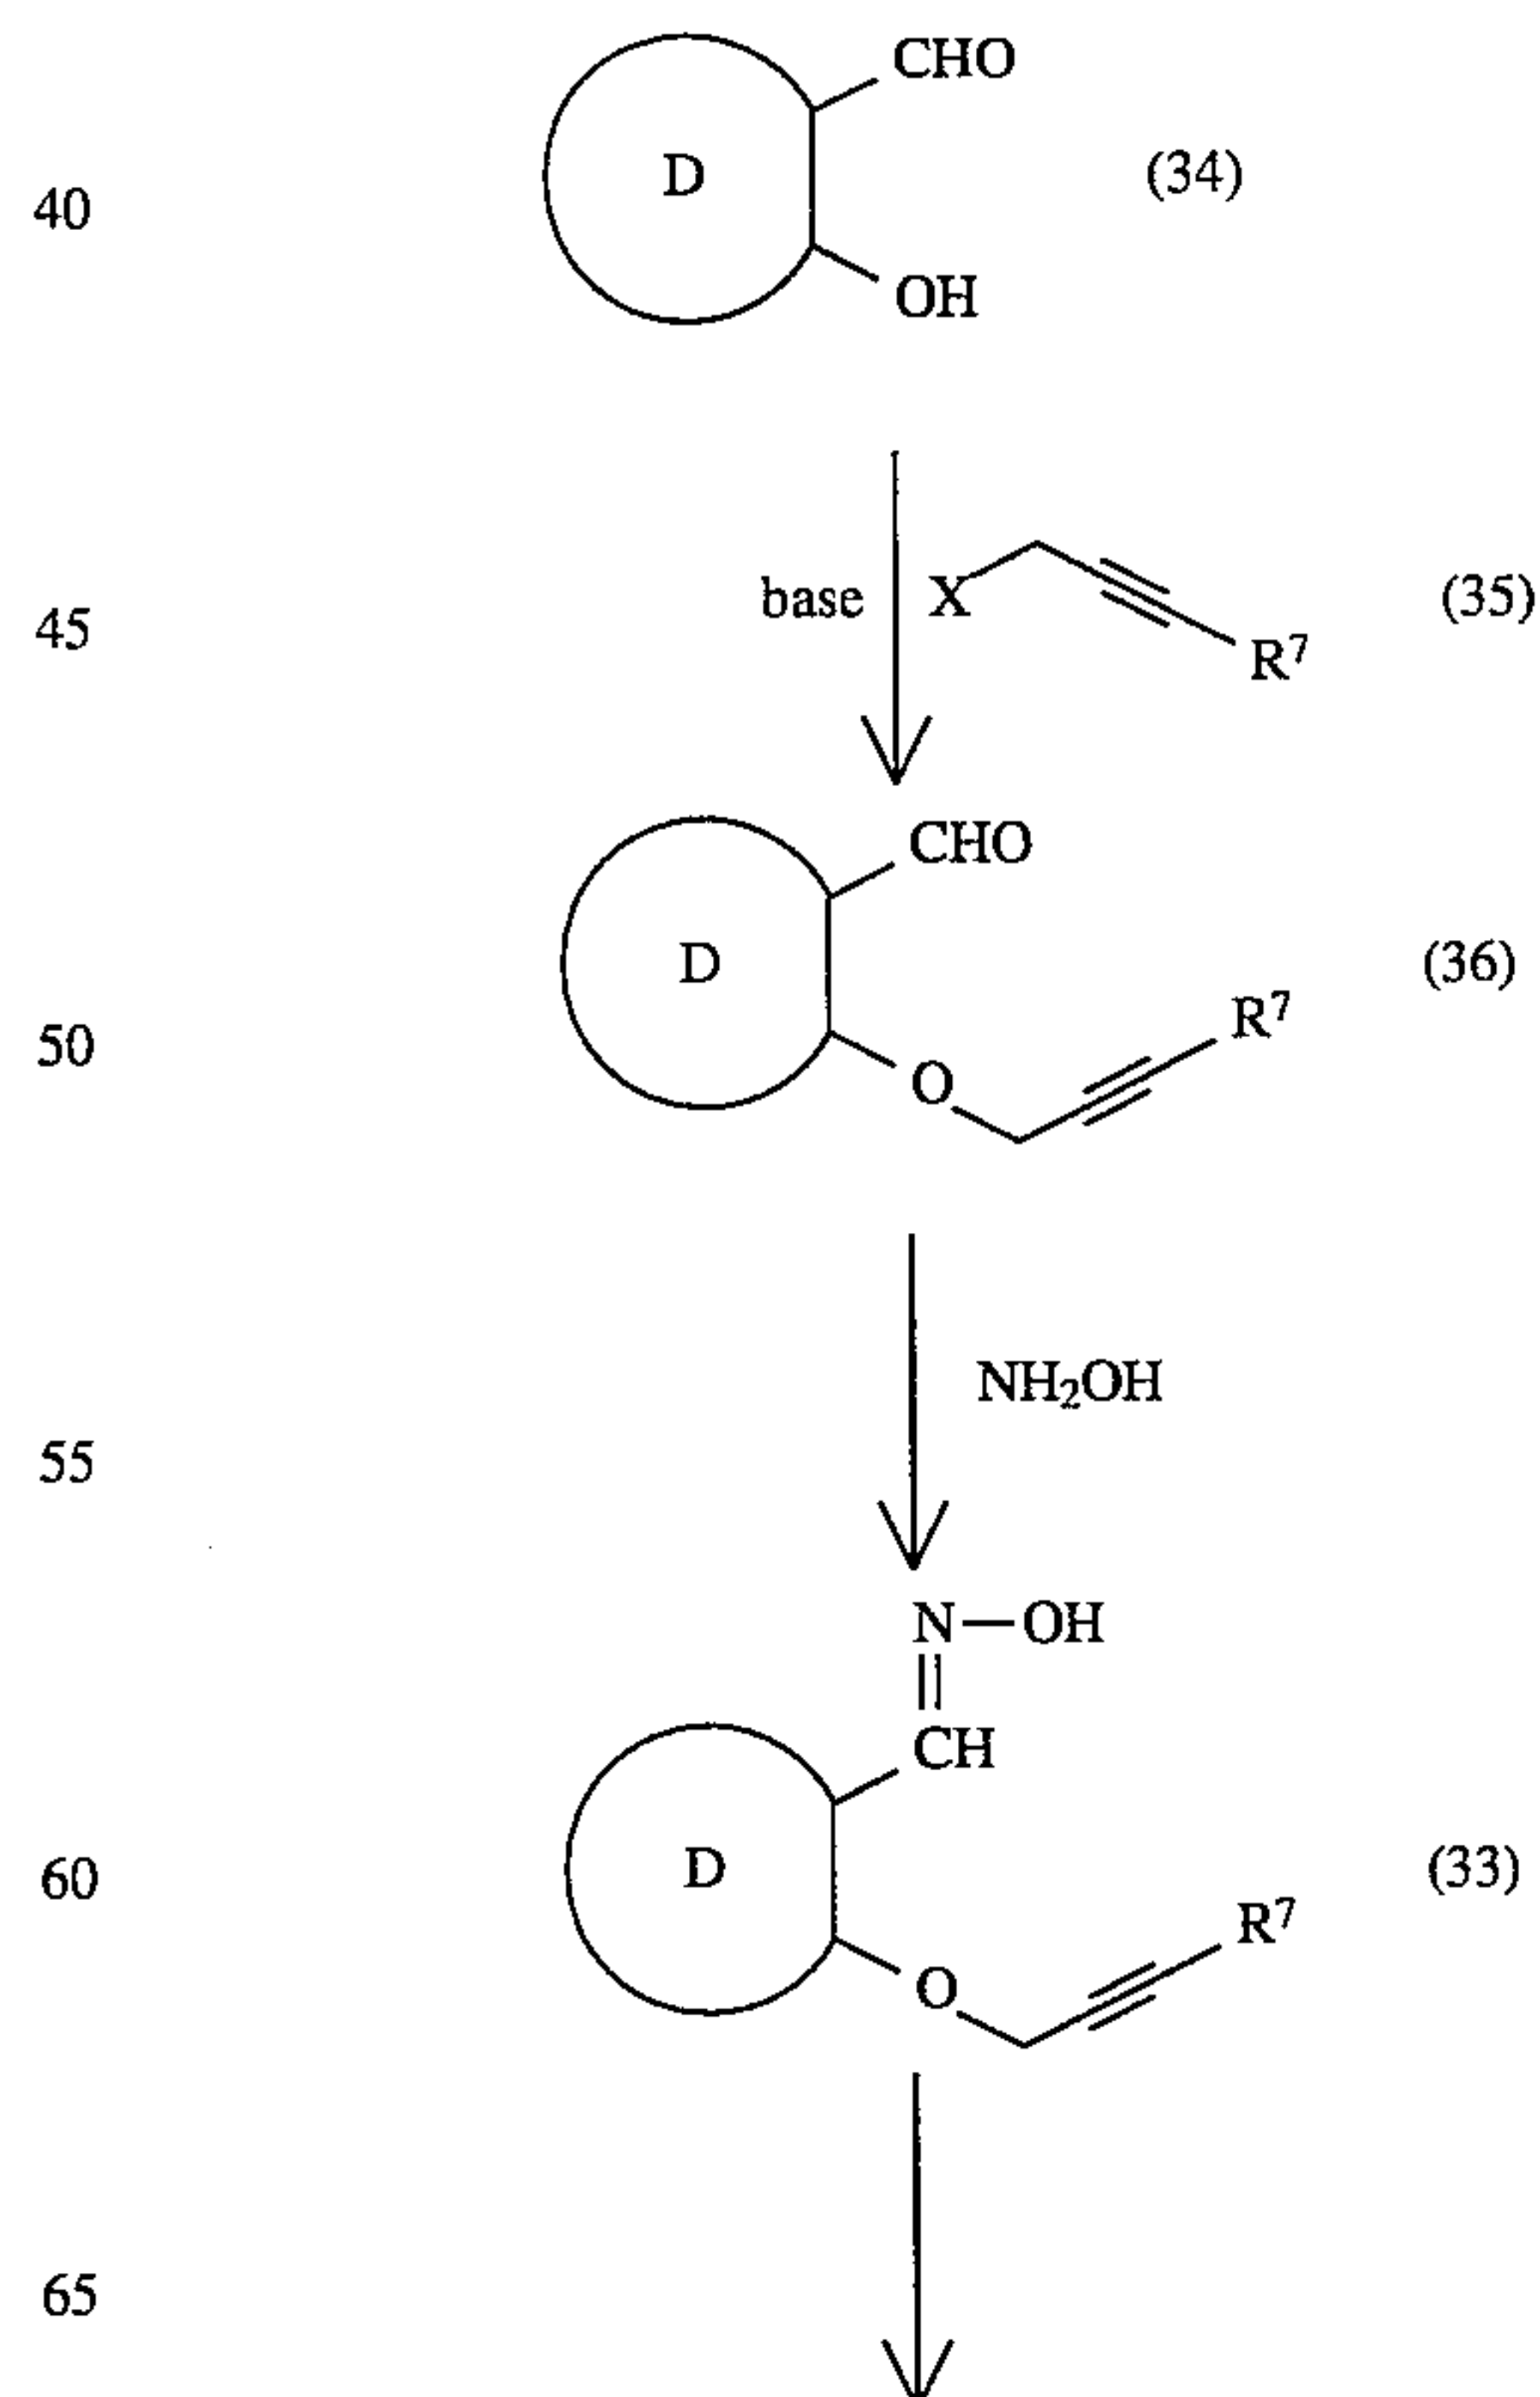 CHO
D (34)
40
OH
base X (35)
45
R⁷
CHO
D (36)
R⁷
50
O
NH₂OH
55
N—OH
CH
D (33)
60
R⁷
O
65